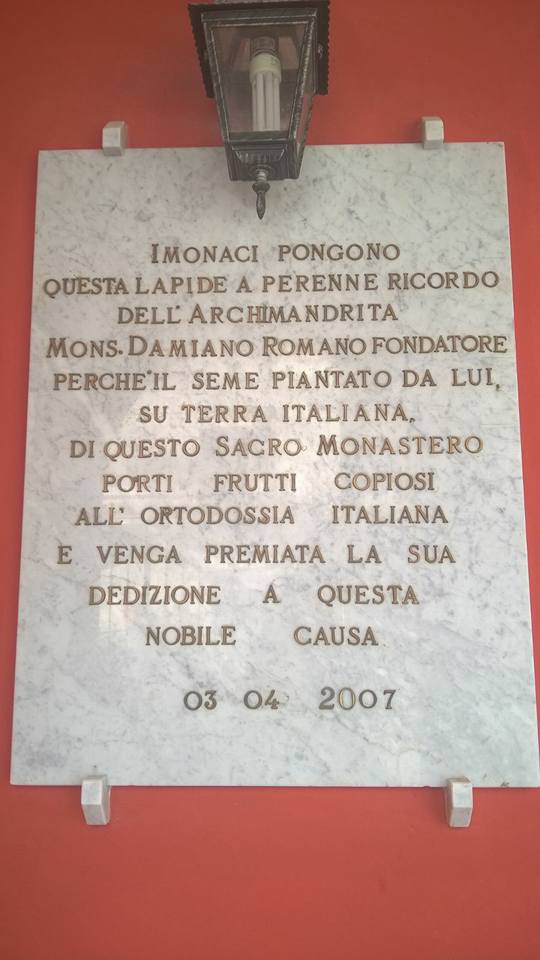 I MONACI PONGONO
QUESTA LAPIDE A PERENNE RICORDO
DELL' ARCHIMANDRITA
MONS. DAMIANO ROMANO FONDATORE
PERCHE' IL SEME PIANTATO DA LUI,
SU TERRA ITALIANA,
DI QUESTO SACRO MONASTERO
PORTI FRUTTI COPIOSI
ALL' ORTODOSSIA ITALIANA
E VENGA PREMIATA LA SUA
DEDIZIONE A QUESTA
NOBILE CAUSA
03 04 2007